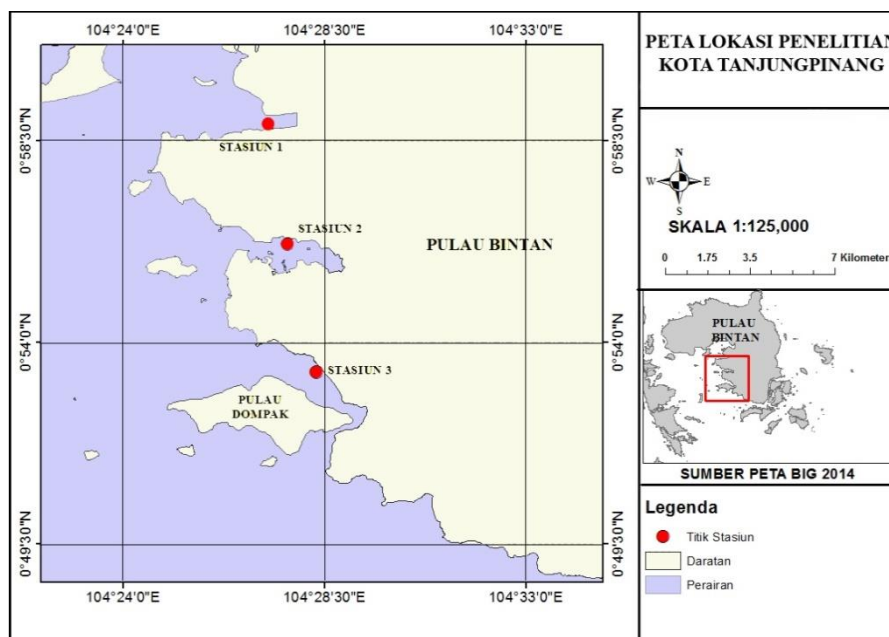 104°24'0"E 104°28'30"E 104°33'0"E
PETA LOKASI PENELITIAN
KOTA TANJUNGPINANG
0°58'30"N
0°58'30"N
STASIUN 1
STASIUN 2
PULAU BINTAN
0°54'0"N
0°54'0"N
STASIUN 3
PULAU
DOMPAK
0°49'30"N
0°49'30"N
104°24'0"E 104°28'30"E 104°33'0"E
N
W E
S
SKALA 1:125,000
0 1.75 3.5 7 Kilometer
PULAU
BINTAN
SUMBER PETA BIG 2014
Legenda
Titik Stasiun
Daratan
Perairan